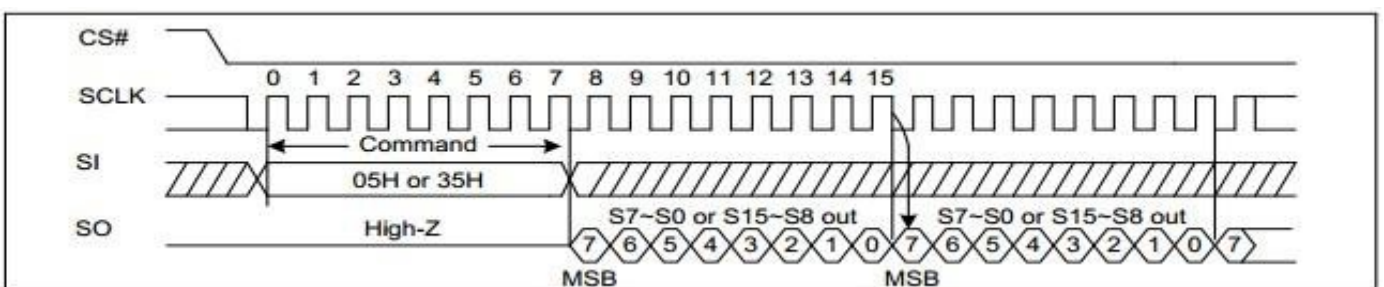 CS#
0 1 2 3 4 5 6 7 8 9 10 11 12 13 14 15
SCLK
Command
SI
05H or 35H
S7~S0 or S15~S8 out S7~S0 or S15~S8 out
SO High-Z
7 6 5 4 3 2 1 0 7 6 5 4 3 2 1 0 7
MSB MSB